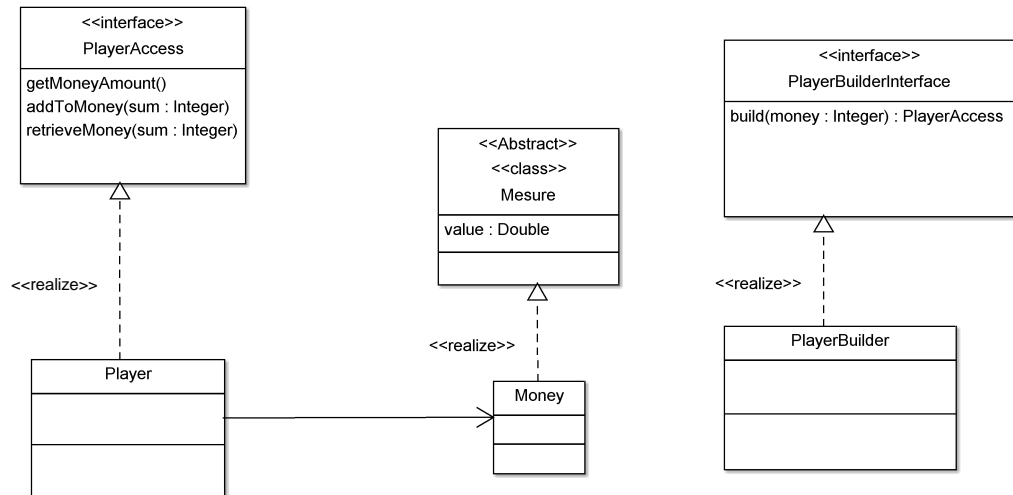 <<interface>>
PlayerAccess
getMoneyAmount()
addToMoney(sum : Integer)
retrieveMoney(sum : Integer)
<<realize>>
Player
<<Abstract>>
<<class>>
Mesure
value : Double
<<realize>>
Money
<<interface>>
PlayerBuilderInterface
build(money : Integer) : PlayerAccess
<<realize>>
PlayerBuilder